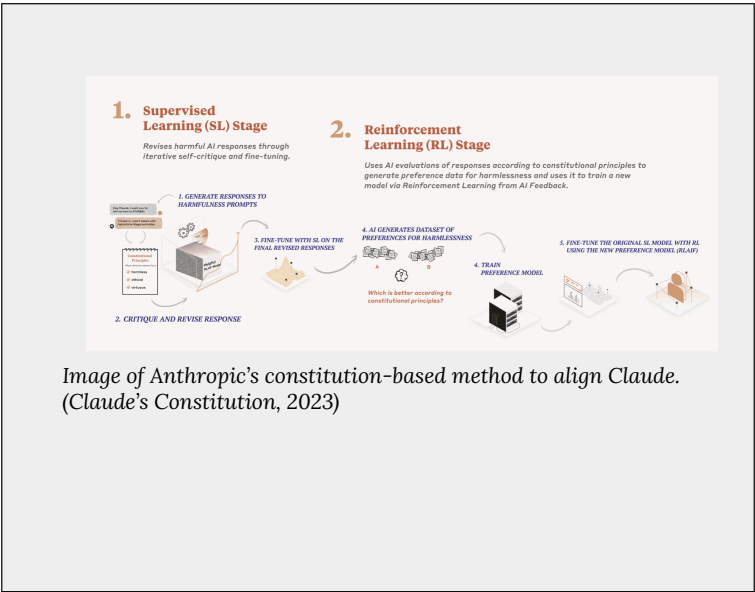 1. Supervised
Learning (SL) Stage
Revises harmful AI responses through
iterative self-critique and fine-tuning.
2. Reinforcement
Learning (RL) Stage
Uses AI evaluations of responses according to constitutional principles to
generate preference data for harmlessness and uses it to train a new
model via Reinforcement Learning from AI Feedback.
1. GENERATE RESPONSES TO
HARMFULNESS PROMPTS
Constitutional
Principles
harmless
ethical
virtuous
Helpful
RLHF Model
2. CRITIQUE AND REVISE RESPONSE
3. FINE-TUNE WITH SL ON THE
FINAL REVISED RESPONSES
4. AI GENERATES DATASET OF
PREFERENCES FOR HARMLESSNESS
A B
?
Which is better according to
constitutional principles?
4. TRAIN
PREFERENCE MODEL
5. FINE-TUNE THE ORIGINAL SL MODEL WITH RL
USING THE NEW PREFERENCE MODEL (RLAIF)
Image of Anthropic's constitution-based method to align Claude.
(Claude's Constitution, 2023)